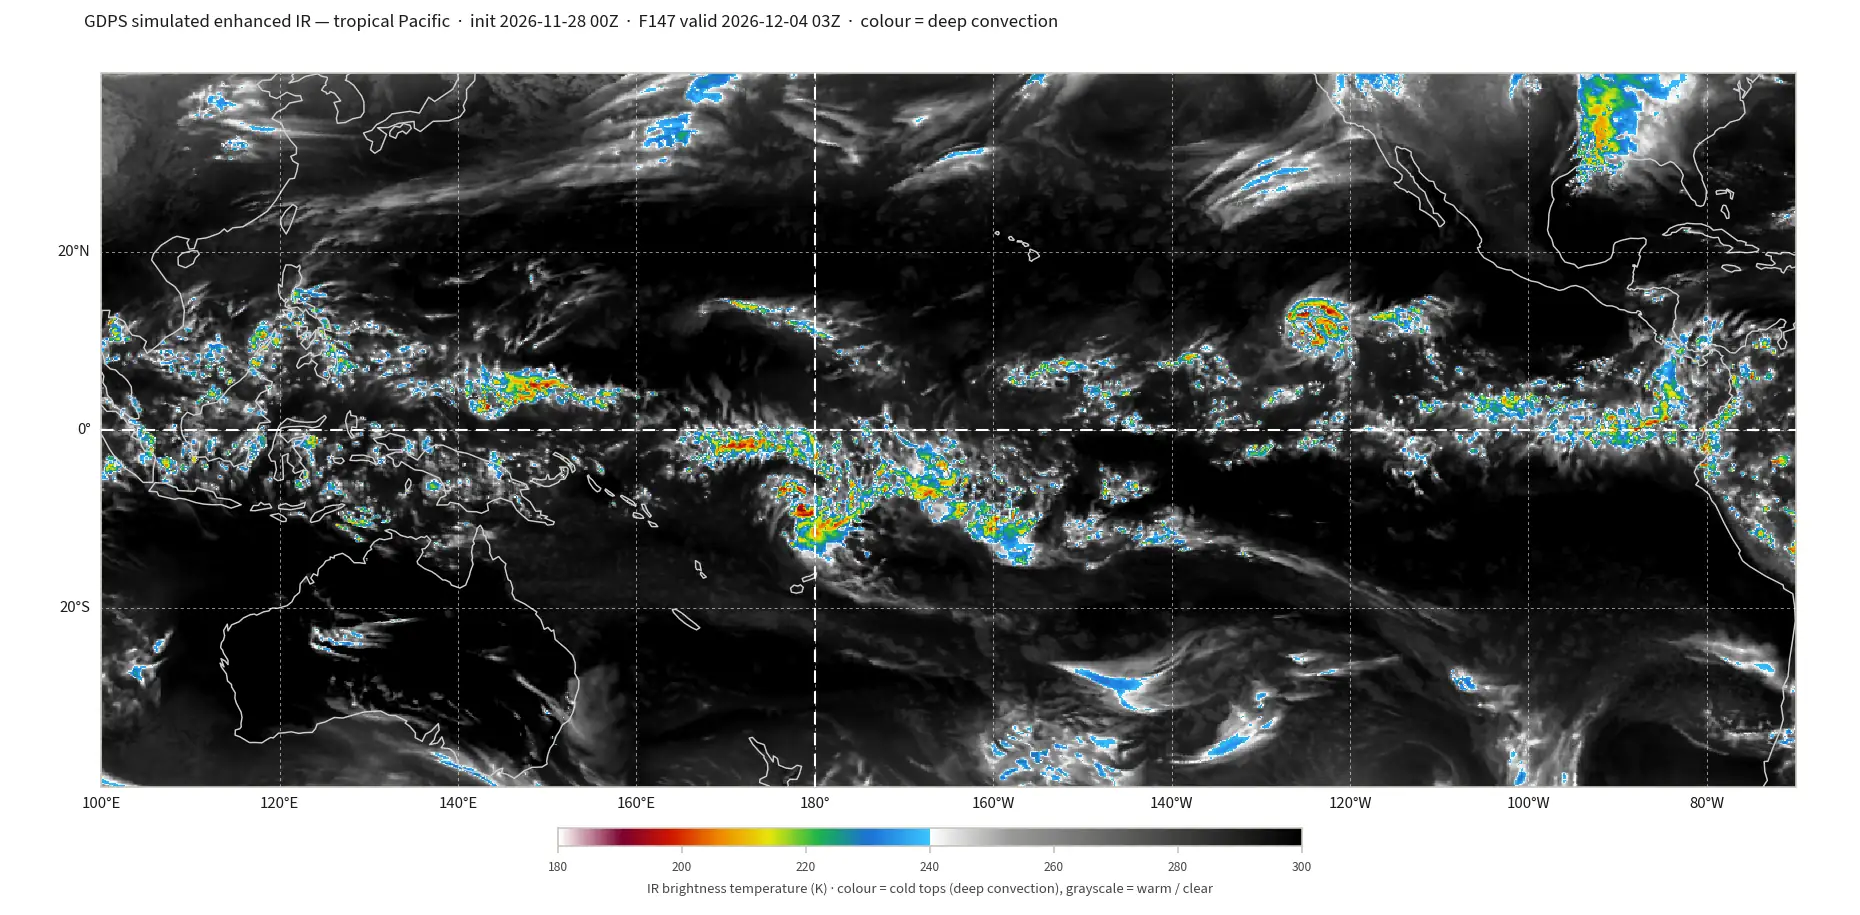 GDPS simulated enhanced IR — tropical Pacific · init 2026-11-28 00Z · F147 valid 2026-12-04 03Z · colour = deep convection
20°N
0°
20°S
100°E 120°E 140°E 160°E 180° 160°W 140°W 120°W 100°W 80°W
180 200 220 240 260 280 300
IR brightness temperature (K) · colour = cold tops (deep convection), grayscale = warm / clear